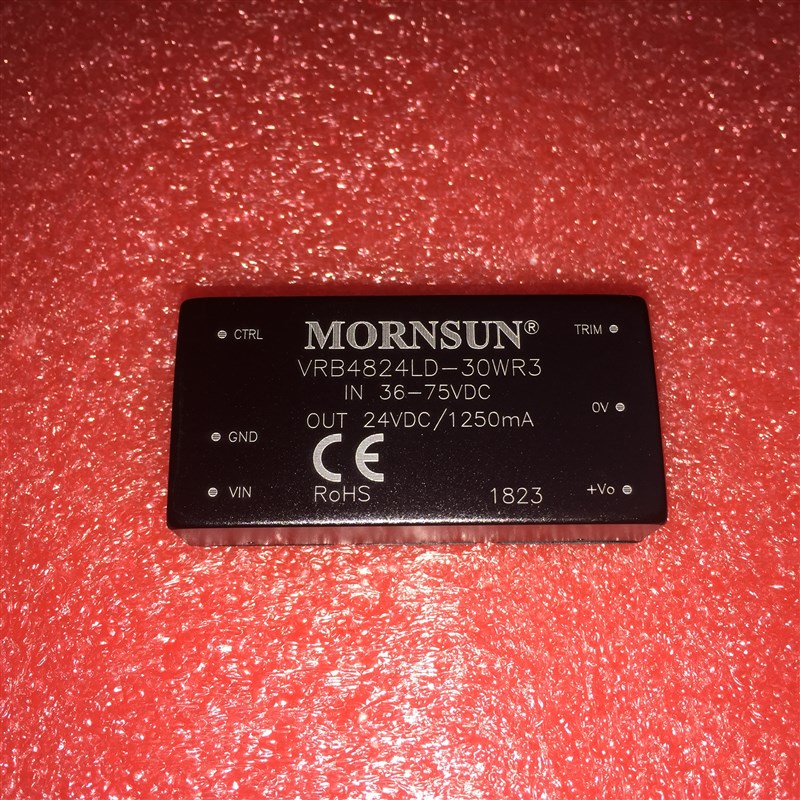 CTRL MORNSUN® TRIM
VRB4824LD-30WR3
IN 36-75VDC
OUT 24VDC/1250mA 0V
GND CE
VIN RoHS 1823 +Vo